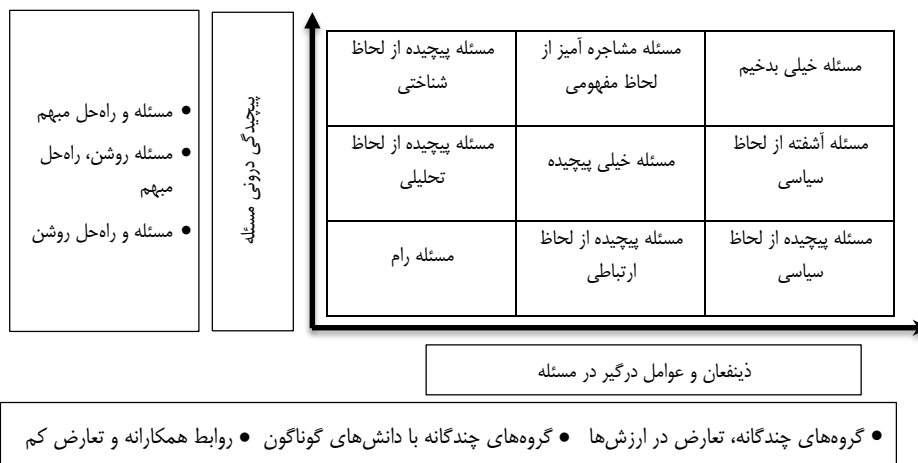 • مسئله و راه‌حل مبهم
• مسئله روشن، راه‌حل
مبهم
• مسئله و راه‌حل روشن
پیچیدگی درونی مسئله
مسئله پیچیده از لحاظ
شناختی
مسئله مشاجره آمیز از
لحاظ مفهومی
مسئله خیلی بدخیم
مسئله پیچیده از لحاظ
تحلیلی
مسئله خیلی پیچیده
مسئله آشفته از لحاظ
سیاسی
مسئله رام
مسئله پیچیده از لحاظ
ارتباطی
مسئله پیچیده از لحاظ
سیاسی
ذینفعان و عوامل درگیر در مسئله
• گروه‌های چندگانه، تعارض در ارزش‌ها • گروه‌های چندگانه با دانش‌های گوناگون • روابط همکارانه و تعارض کم